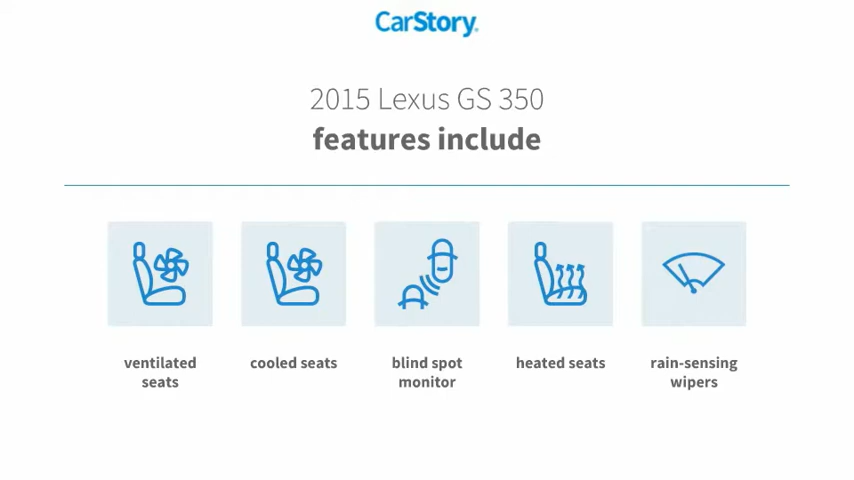 CarStory.
2015 Lexus GS 350
features include
ventilated
seats
cooled seats
blind spot
monitor
heated seats
rain-sensing
wipers